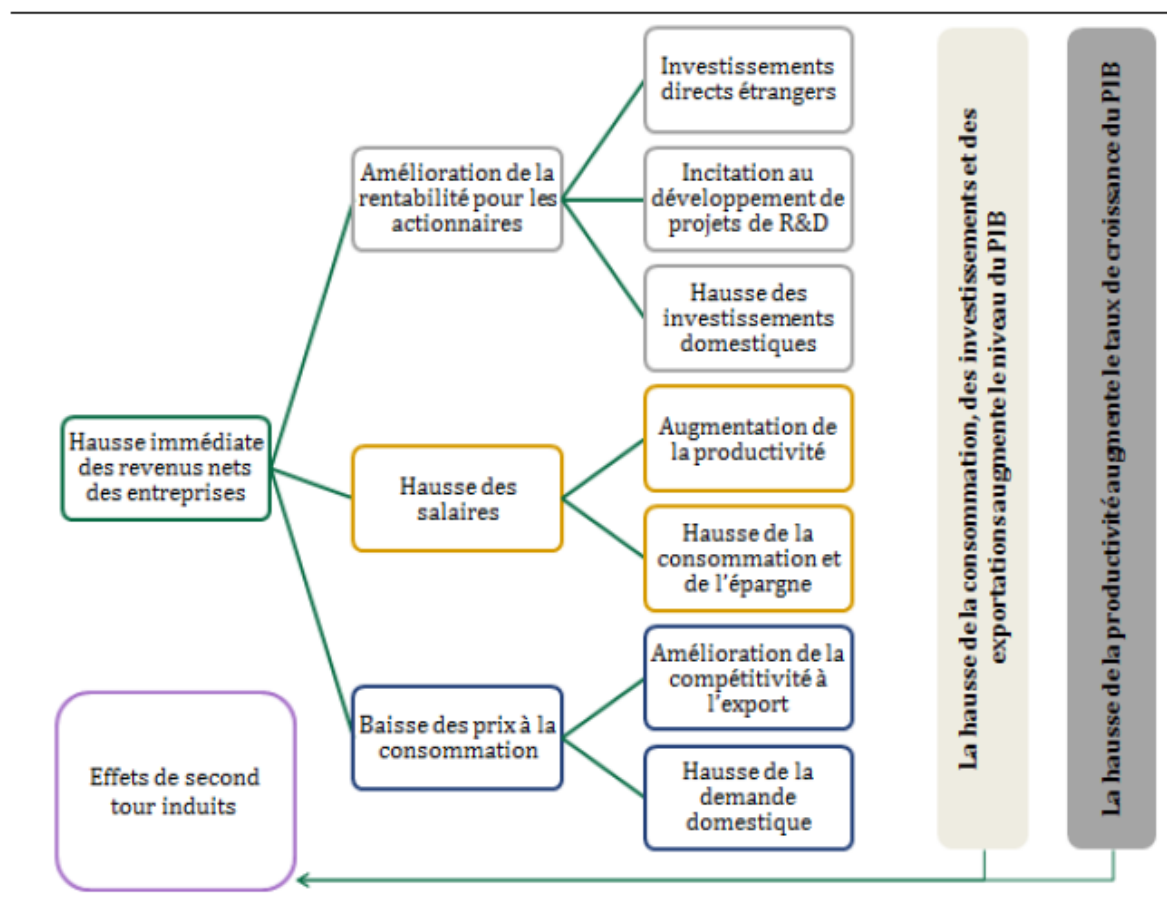 Investissements
directs étrangers
Amélioration de la
rentabilité pour les
actionnaires
Incitation au
développement de
projets de R&D
Hausse des
investissements
domestiques
Hausse immédiate
des revenus nets
des entreprises
Hausse des
salaires
Augmentation de
la productivité
Hausse de la
consommation et
de l'épargne
Baisse des prix à la
consommation
Amélioration de la
compétitivité à
l'export
Hausse de la
demande
domestique
Effets de second
tour induits
La hausse de la consommation, des investissements et des
exportations augmente le niveau du PIB
La hausse de la productivité augmente le taux de croissance du PIB